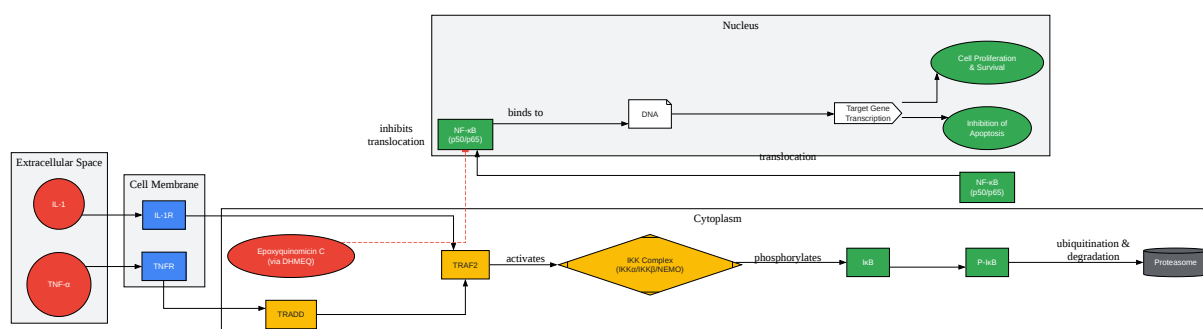 Nucleus
Cell Proliferation
& Survival
DNA
Target Gene
Transcription
binds to
inhibits
translocation
NF-κB
(p50/p65)
Inhibition of
Apoptosis
translocation
Extracellular Space
Cell Membrane
NF-κB
(p50/p65)
IL-1
IL-1R
Cytoplasm
Epoxyquinomicin C
(via DHMEQ)
TNFR
TRAF2
activates
IKK Complex
(IKKα/IKKβ/NEMO)
phosphorylates
IκB
P-IκB
ubiquitination &
degradation
Proteasome
TNF-α
TRADD